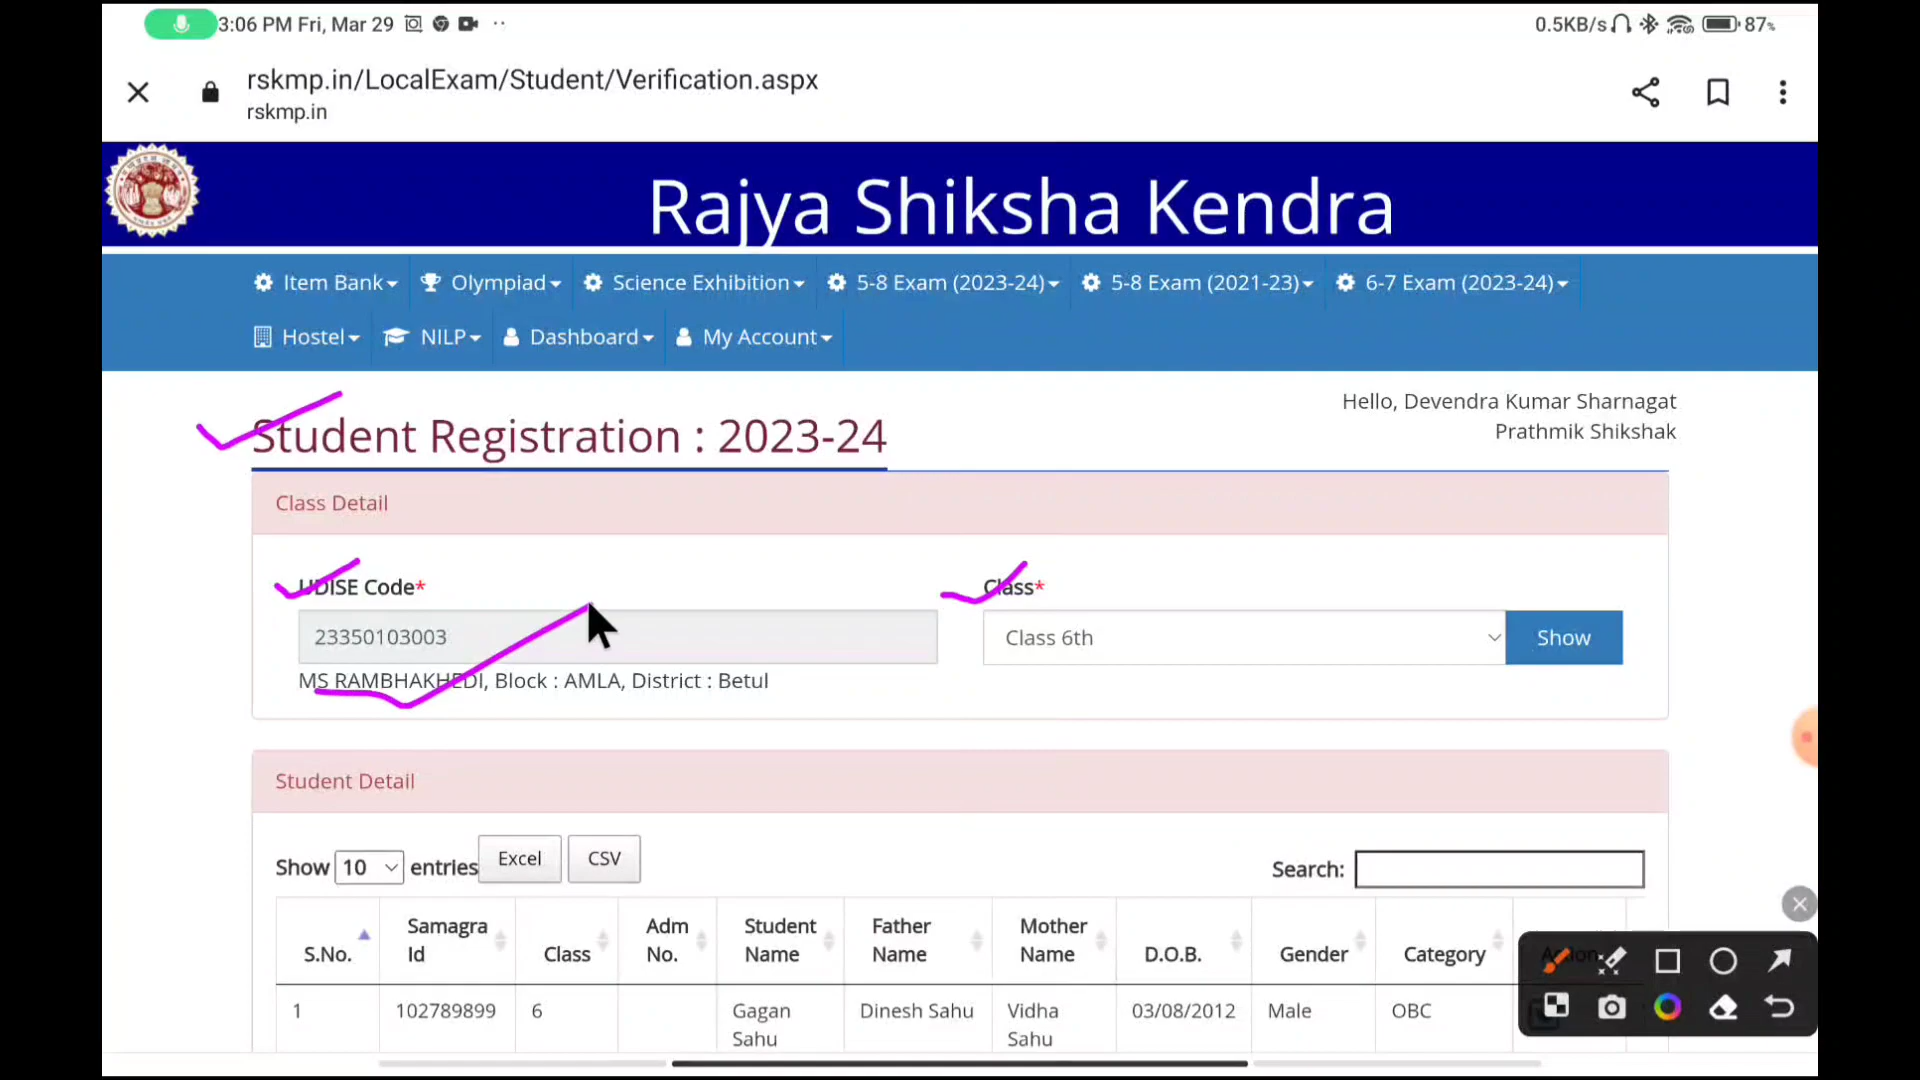 3:06 PM Fri, Mar 29
0.5KB/s 87%
rskmp.in/LocalExam/Student/Verification.aspx
rskmp.in
Rajya Shiksha Kendra
Item Bank Olympiad Science Exhibition 5-8 Exam (2023-24) 5-8 Exam (2021-23) 6-7 Exam (2023-24)
Hostel NILP Dashboard My Account
Hello, Devendra Kumar Sharnagat
Prathmik Shikshak
Student Registration : 2023-24
Class Detail
UDISE Code* Class*
23350103003 Class 6th Show
MS RAMBHAKHEDI, Block : AMLA, District : Betul
Student Detail
Show 10 entries Excel CSV Search:
S.No. Samagra Id Class Adm No. Student Name Father Name Mother Name D.O.B. Gender Category Action
1 102789899 6 Gagan Sahu Dinesh Sahu Vidha Sahu 03/08/2012 Male OBC